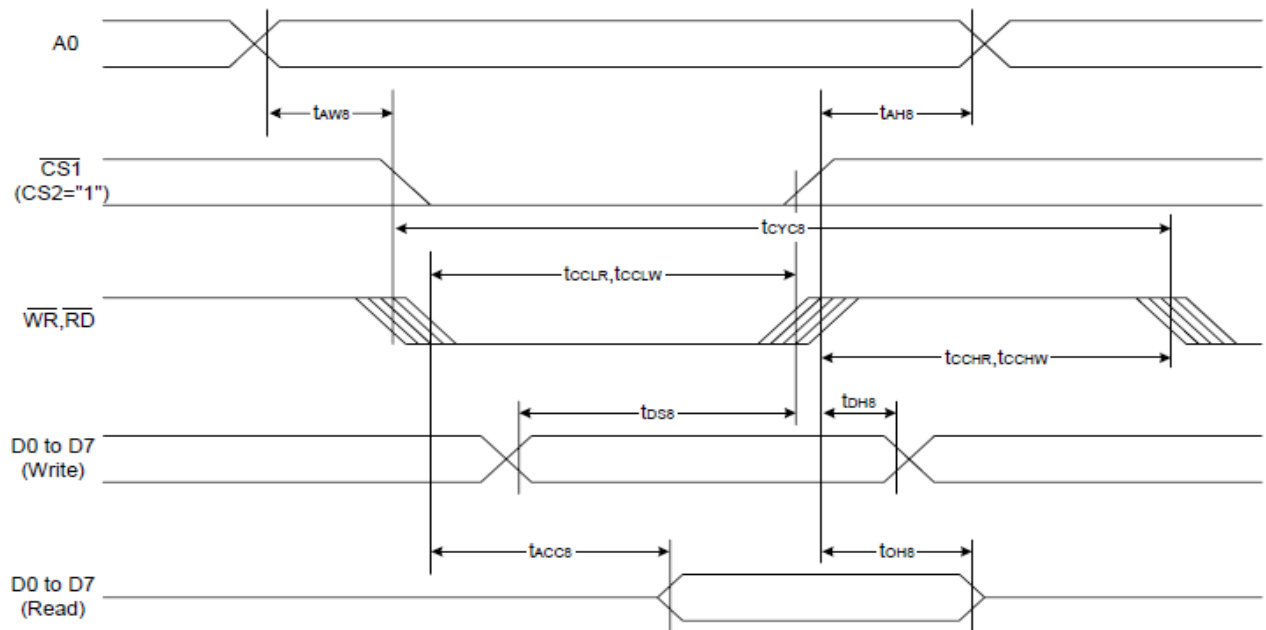 A0
tAW8
tAH8
CS1
(CS2="1")
tCYC8
tCCLR,tCCLW
WR,RD
tCCHR,tCCHW
tDS8
tDH8
D0 to D7
(Write)
tACC8
tOH8
D0 to D7
(Read)